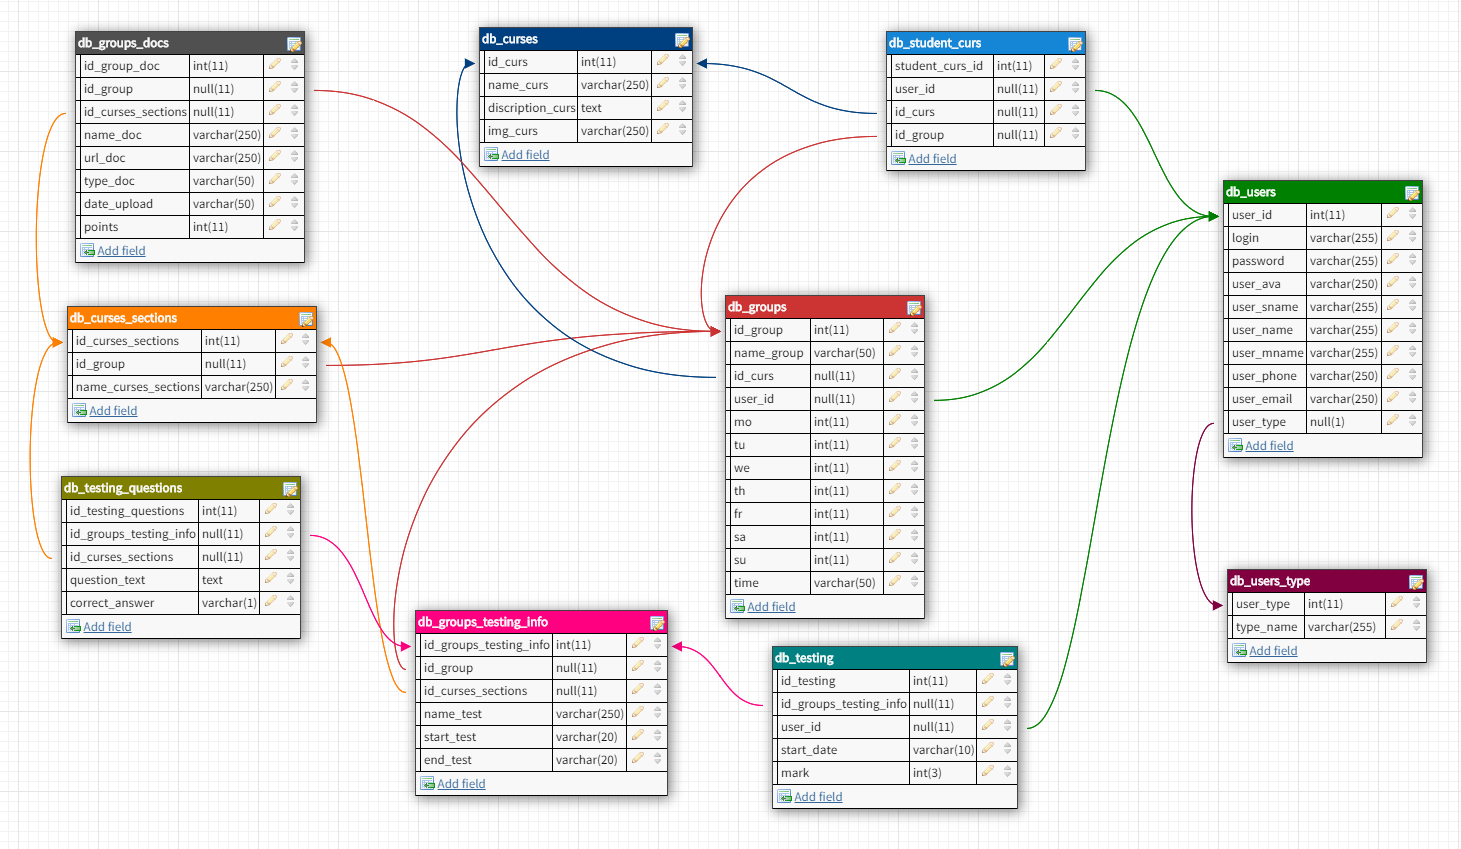 db_groups_docs
id_group_doc int(11)
id_group null(11)
id_curses_sections null(11)
name_doc varchar(250)
url_doc varchar(250)
type_doc varchar(50)
date_upload varchar(50)
points int(11)
Add field
db_curses
id_curs int(11)
name_curs varchar(250)
discription_curs text
img_curs varchar(250)
Add field
db_student_curs
student_curs_id int(11)
user_id null(11)
id_curs null(11)
id_group null(11)
Add field
db_users
user_id int(11)
login varchar(255)
password varchar(255)
user_ava varchar(250)
user_sname varchar(255)
user_name varchar(255)
user_mname varchar(255)
user_phone varchar(250)
user_email varchar(250)
user_type null(1)
Add field
db_curses_sections
id_curses_sections int(11)
id_group null(11)
name_curses_sections varchar(250)
Add field
db_groups
id_group int(11)
name_group varchar(50)
id_curs null(11)
user_id null(11)
mo int(11)
tu int(11)
we int(11)
th int(11)
fr int(11)
sa int(11)
su int(11)
time varchar(50)
Add field
db_testing_questions
id_testing_questions int(11)
id_groups_testing_info null(11)
id_curses_sections null(11)
question_text text
correct_answer varchar(1)
Add field
db_users_type
user_type int(11)
type_name varchar(255)
Add field
db_groups_testing_info
id_groups_testing_info int(11)
id_group null(11)
id_curses_sections null(11)
name_test varchar(250)
start_test varchar(20)
end_test varchar(20)
Add field
db_testing
id_testing int(11)
id_groups_testing_info null(11)
user_id null(11)
start_date varchar(10)
mark int(3)
Add field